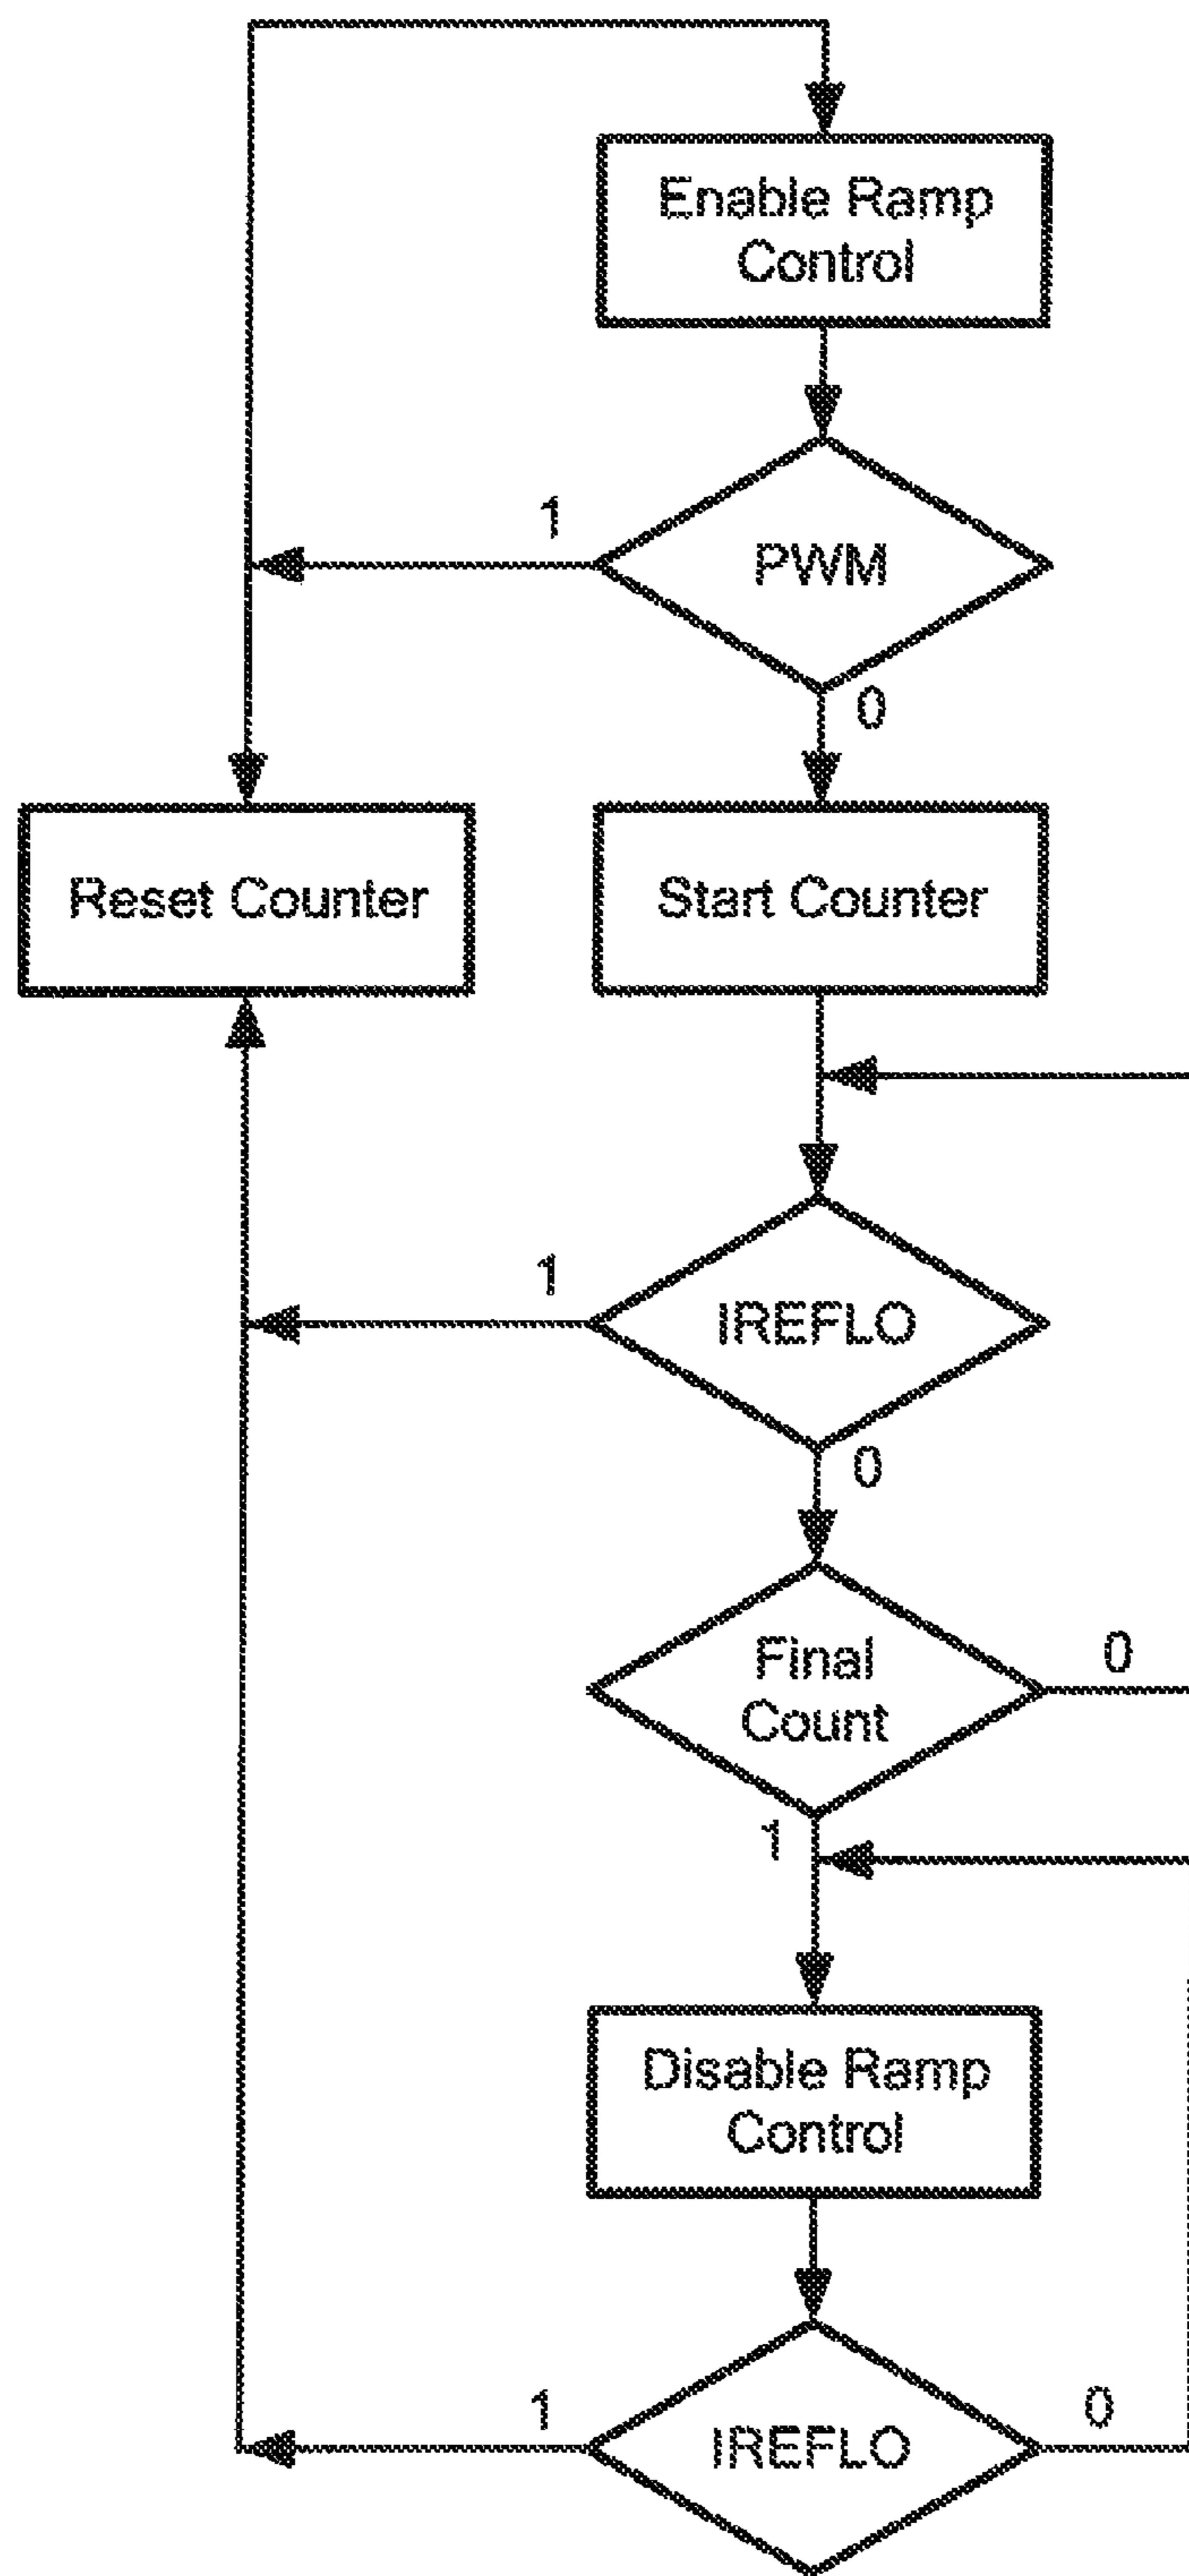 Enable Ramp
Control
1
PWM
0
Reset Counter
Start Counter
1
IREFLO
0
Final
Count
0
1
Disable Ramp
Control
1
IREFLO
0